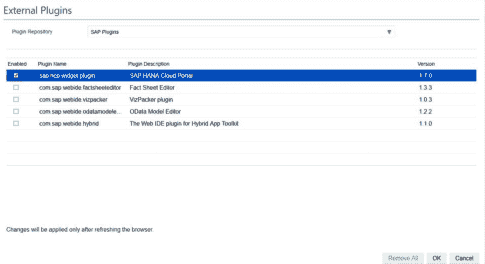 External Plugins
Plugin Repository SAP Plugins
Enabled Plugin Name Plugin Description Version
sap.hcp.widget.plugin SAP HANA Cloud Portal 1.1.0
com.sap.webide.factsheeteditor Fact Sheet Editor 1.3.3
com.sap.webide.vizpacker VizPacker plugin 1.0.3
com.sap.webide.odatamodele... OData Model Editor 1.2.2
com.sap.webide.hybrid The Web IDE plugin for Hybrid App Toolkit 1.1.0
Changes will be applied only after refreshing the browser.
Remove All OK Cancel